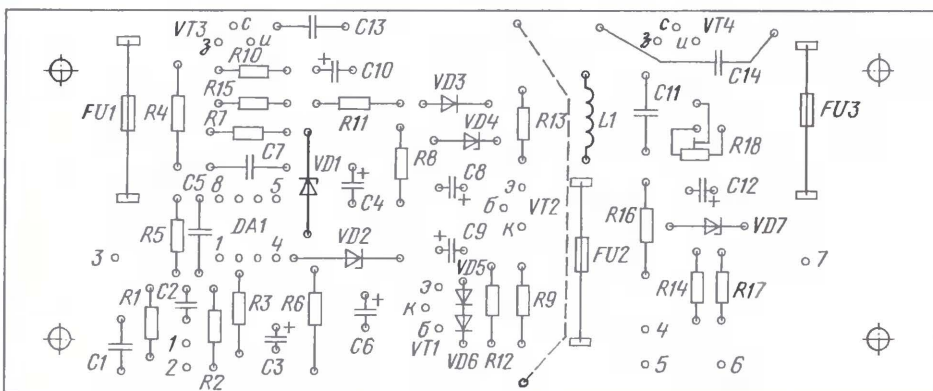 VT3 с C13 с VT4
з и з и
R10 C10 C14
FU1 R4 R15 VD3 C11 FU3
R7 R11 VD4 R13 L1 R18
C7 VD1 R8
C5 8 5 C4 C8 э C12
б VT2 R16
R5 DA1 C9 к VD7
3 1 4 VD2 VD5 FU2 7
R1 C2 R3 R6 э R9 R14 R17
к
C1 1 C3 C6 б 4
2 R2 VT1 VD6 R12 5 6